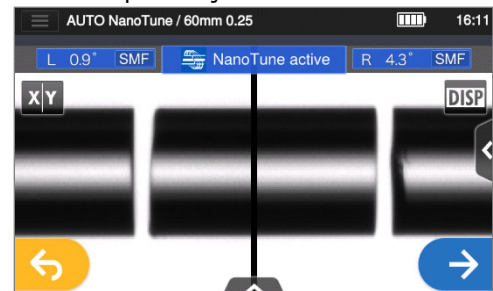 AUTO NanoTune / 60mm 0.25 16:11
L 0.9° SMF NanoTune active R 4.3° SMF
X Y DISP